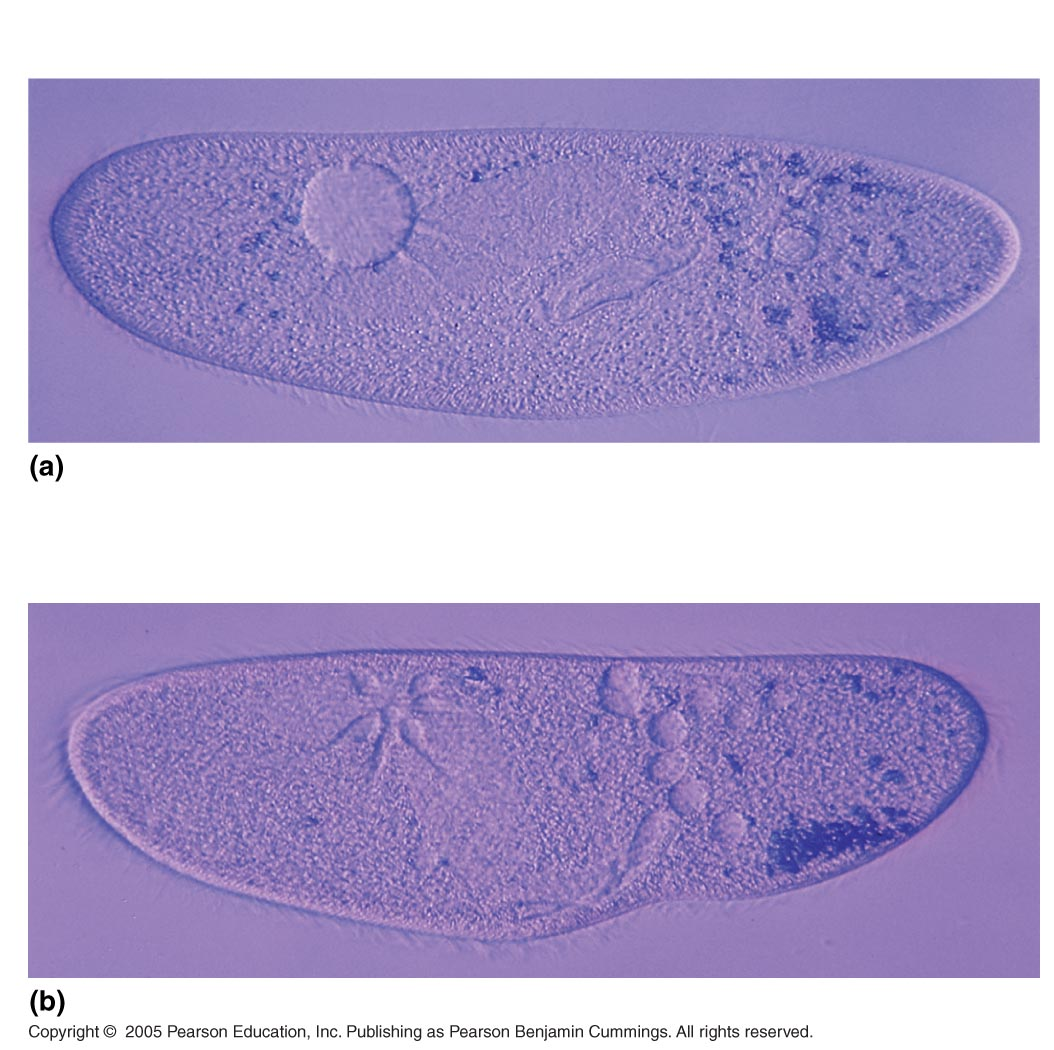 (a)
(b)
Copyright © 2005 Pearson Education, Inc. Publishing as Pearson Benjamin Cummings. All rights reserved.